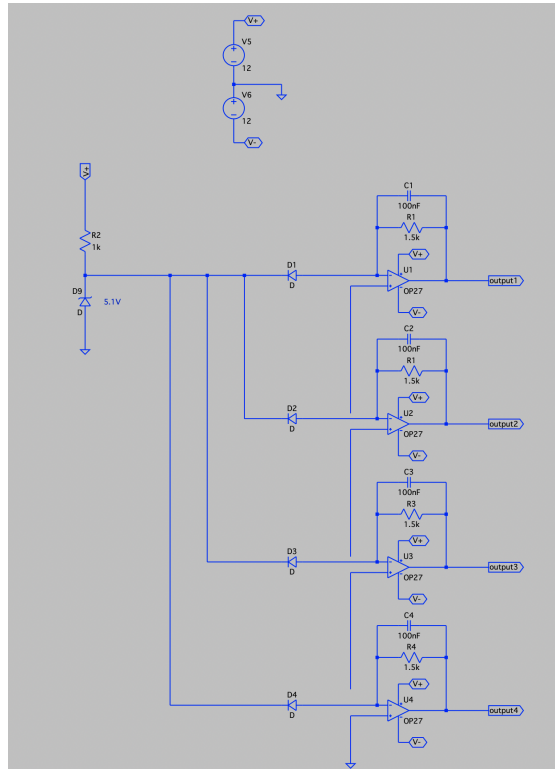 V+
V5
12
V6
12
V-
V+
R2
1k
D9
5.1V
D
C1
100nF
R1
1.5k
V+
D1
D
U1
OP27
output1
V-
C2
100nF
R1
1.5k
V+
D2
D
U2
OP27
output2
V-
C3
100nF
R3
1.5k
V+
D3
D
U3
OP27
output3
V-
C4
100nF
R4
1.5k
V+
D4
D
U4
OP27
output4
V-